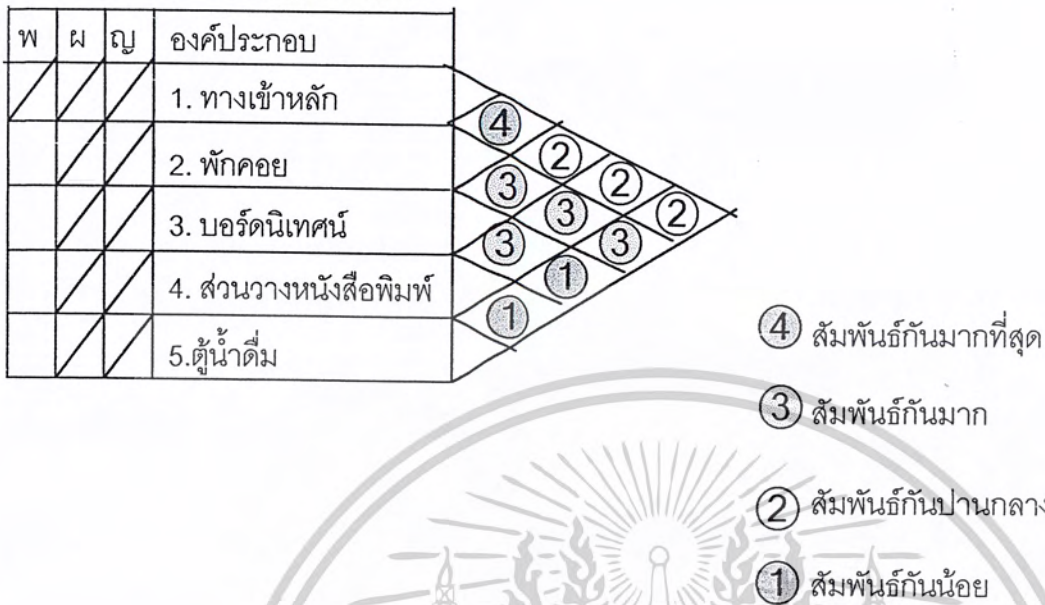 พ ผ ญ องค์ประกอบ
1. ทางเข้าหลัก
4
2
2. พักคอย
2
3
2
3
3. บอร์ดนิเทศน์
3
3
1
4. ส่วนวางหนังสือพิมพ์
1
5.ตู้น้ำดื่ม
4 สัมพันธ์กันมากที่สุด
3 สัมพันธ์กันมาก
2 สัมพันธ์กันปานกลาง
1 สัมพันธ์กันน้อย